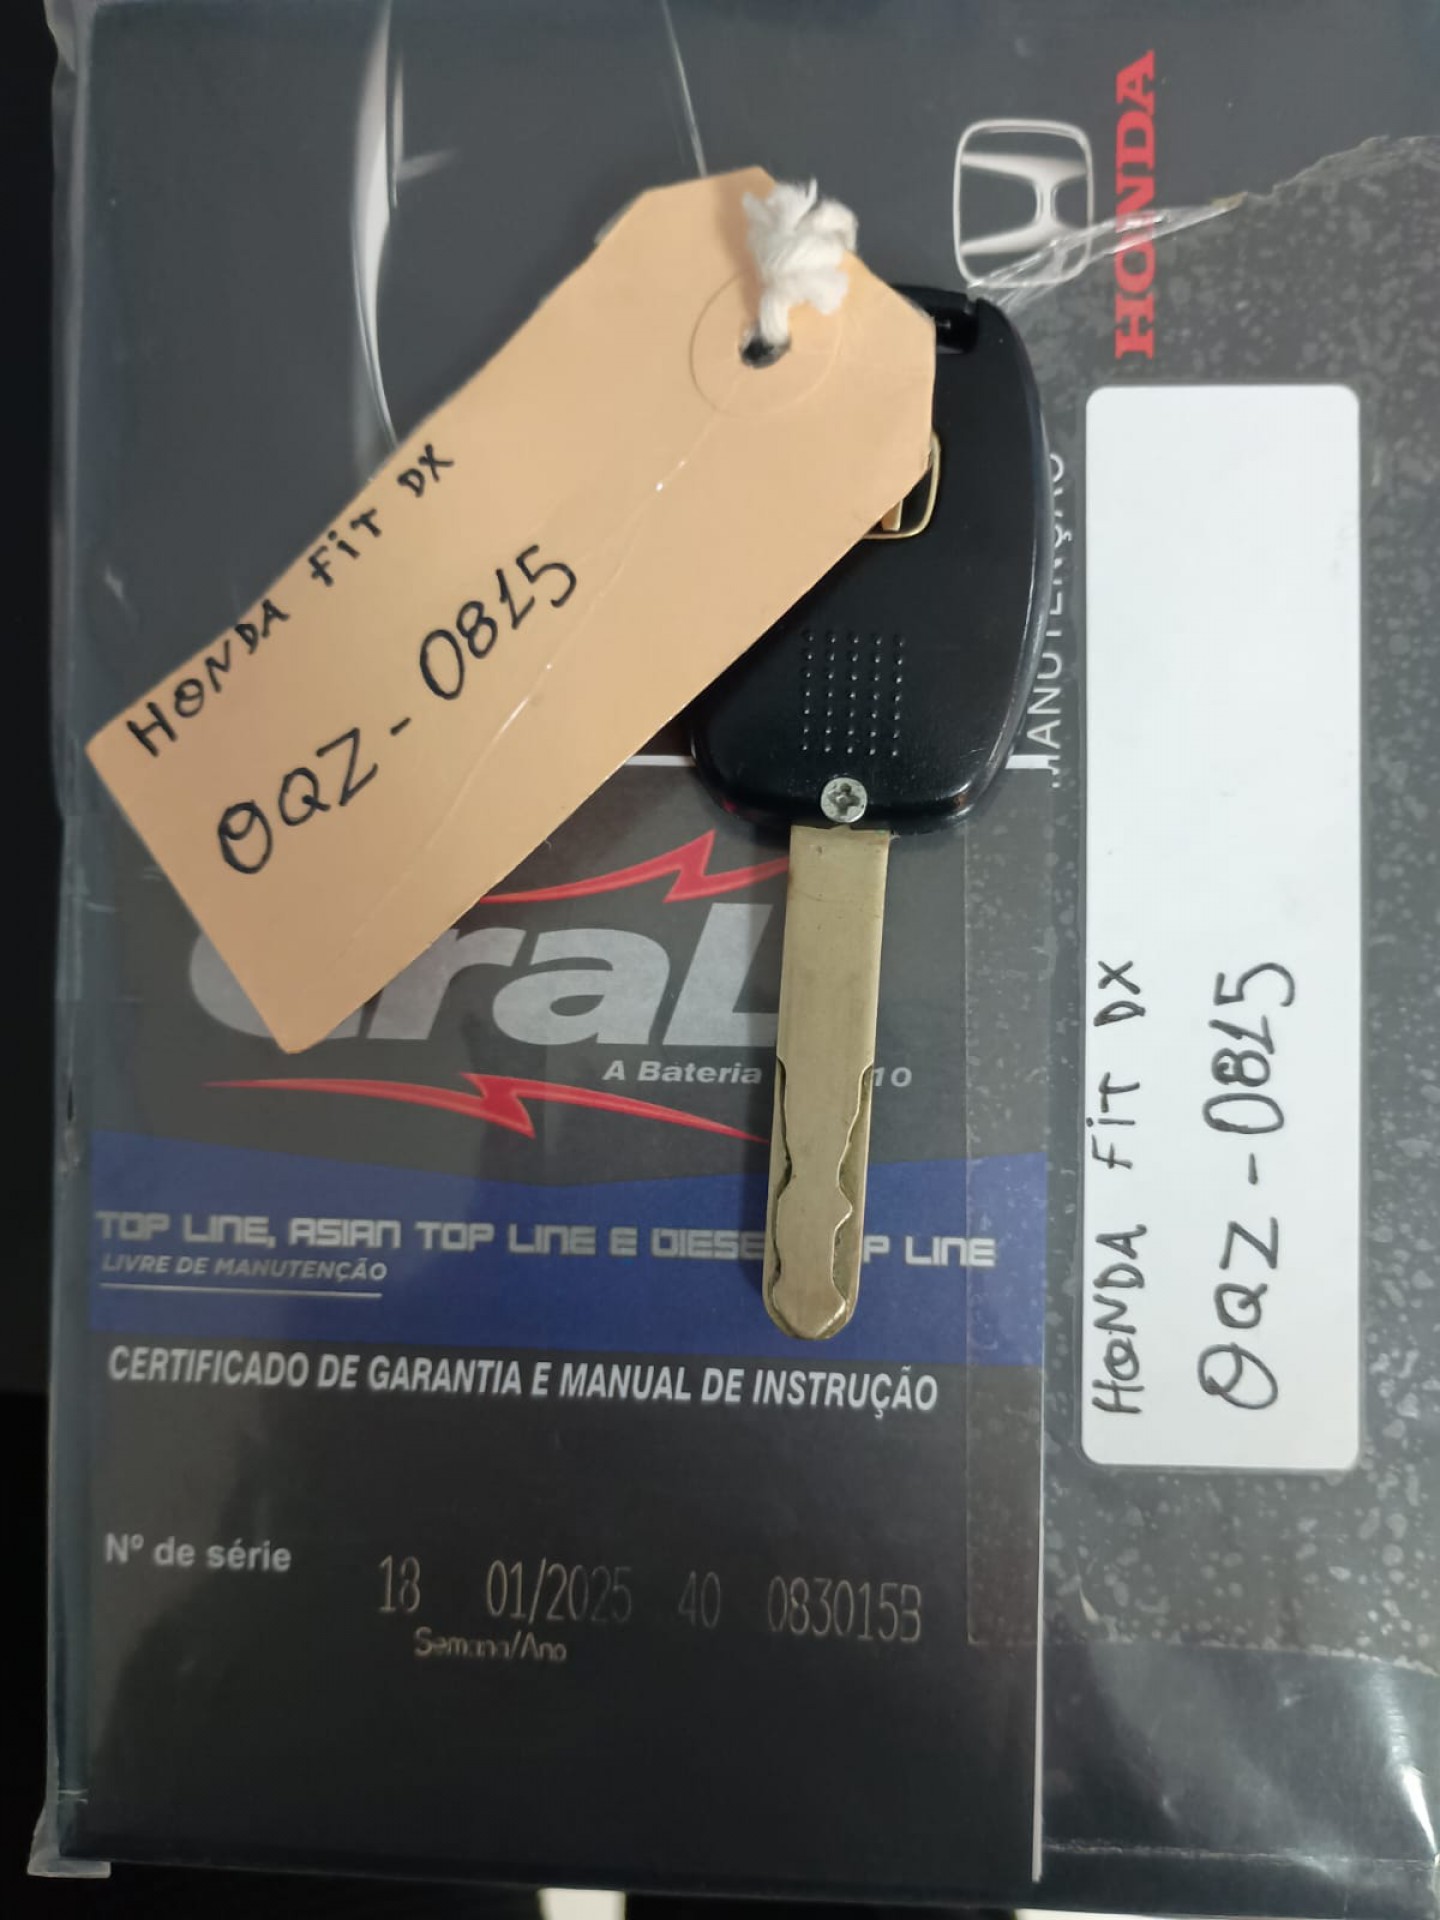 HONDA
HONDA FiT DX
OQZ-0815
HONDA FiT DX
OQZ-0815
A Bateria
TOP LINE, ASIAN TOP LINE E
LINE
LIVRE DE MANUTENÇÃO
CERTIFICADO DE GARANTIA E MANUAL DE INSTRUÇÃO
Nº de série
18 01/2025 40 083015B
Semana/Ano